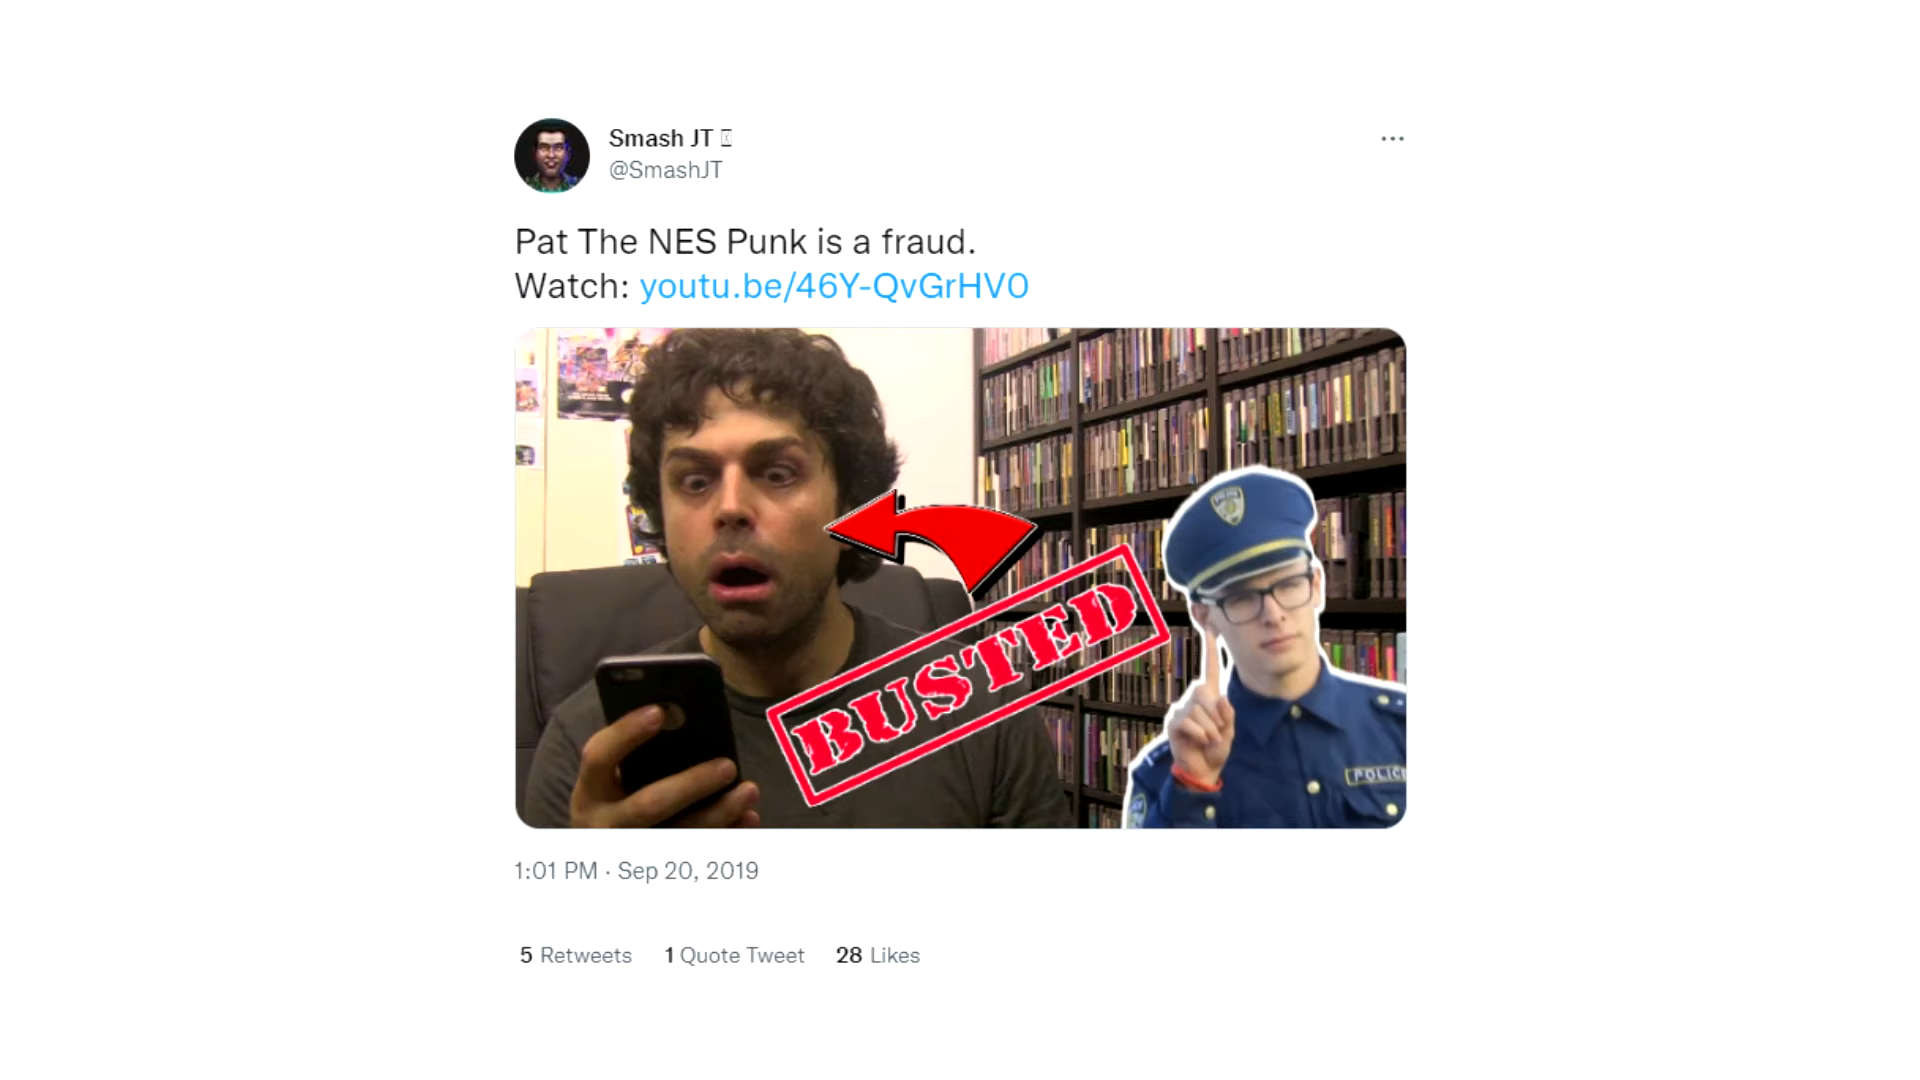 Smash JT
@SmashJT
Pat The NES Punk is a fraud.
Watch: youtu.be/46Y-QvGrHV0
BUSTED
POLICE
1:01 PM · Sep 20, 2019
5 Retweets 1 Quote Tweet 28 Likes